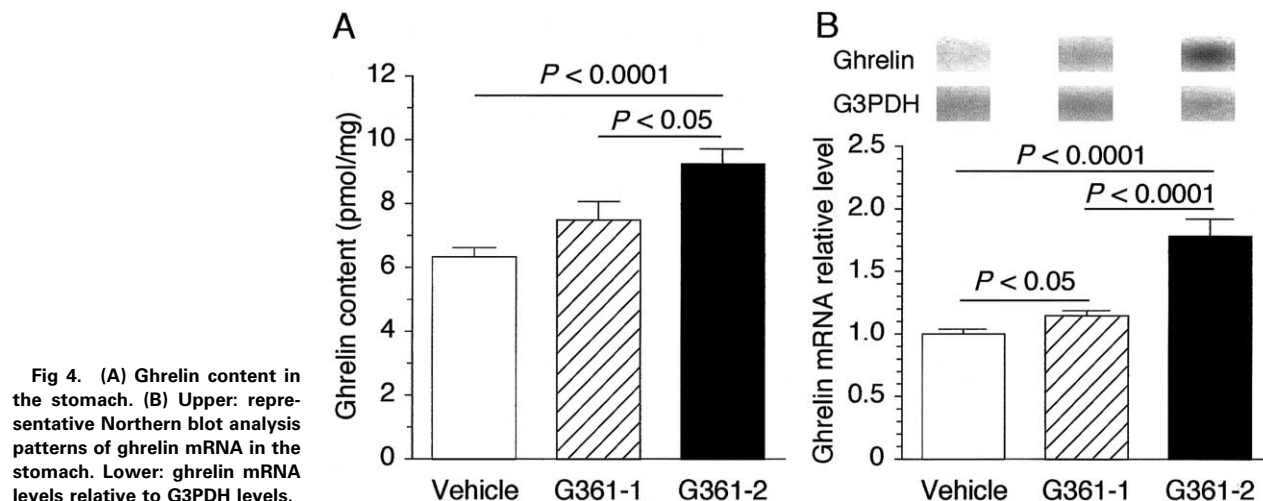 A
12
10
8
6
4
2
0
Ghrelin content (pmol/mg)
P < 0.0001
P < 0.05
Vehicle G361-1 G361-2
B
Ghrelin
G3PDH
2.5
2.0
1.5
1.0
0.5
0
Ghrelin mRNA relative level
P < 0.0001
P < 0.0001
P < 0.05
Vehicle G361-1 G361-2
Fig 4. (A) Ghrelin content in
the stomach. (B) Upper: repre-
sentative Northern blot analysis
patterns of ghrelin mRNA in the
stomach. Lower: ghrelin mRNA
levels relative to G3PDH levels.